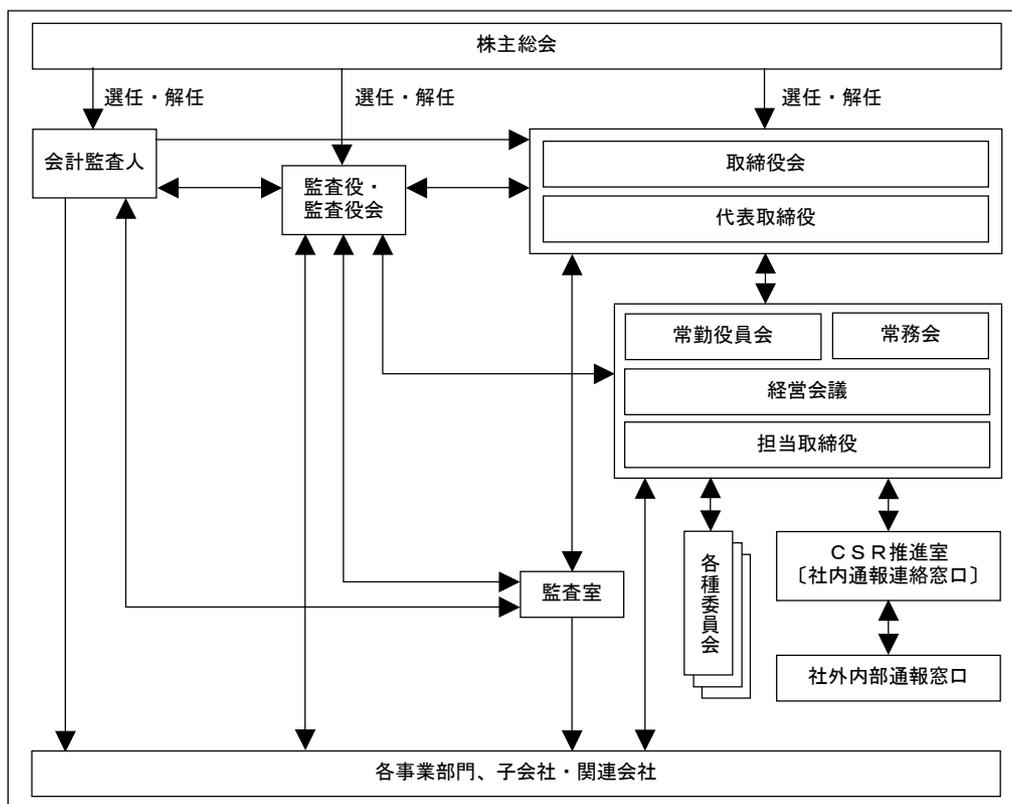 株主総会
選任・解任
選任・解任
選任・解任
会計監査人
監査役・
監査役会
取締役会
代表取締役
常勤役員会
常務会
経営会議
担当取締役
各種委員会
ＣＳＲ推進室
〔社内通報連絡窓口〕
監査室
社外内部通報窓口
各事業部門、子会社・関連会社